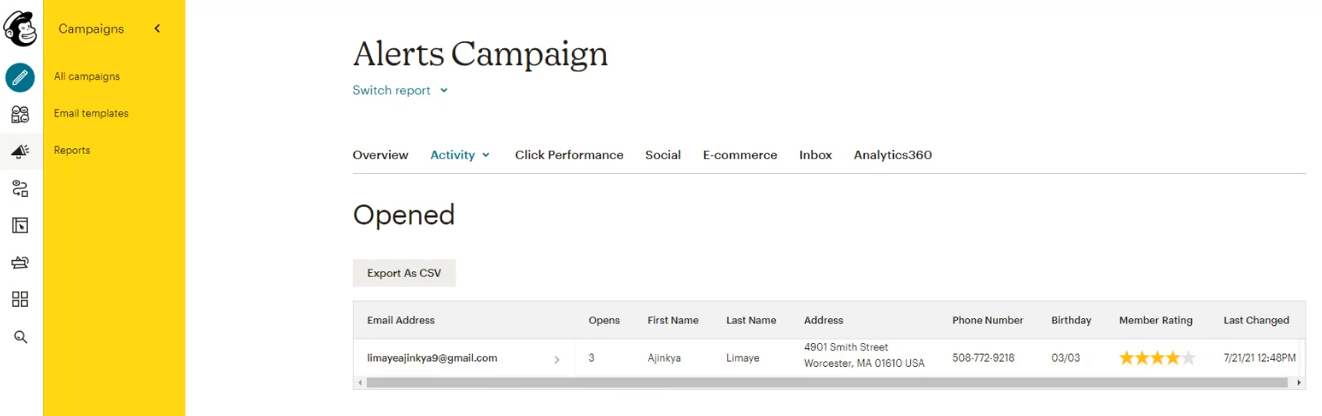 Campaigns
All campaigns
Email templates
Reports
Alerts Campaign
Switch report
Overview Activity Click Performance Social E-commerce Inbox Analytics360
Opened
Export As CSV
Email Address Opens First Name Last Name Address Phone Number Birthday Member Rating Last Changed
limayeajinkya9@gmail.com 3 Ajinkya Limaye 4901 Smith Street 508-772-9218 03/03 7/21/21 12:48PM
Worcester, MA 01610 USA